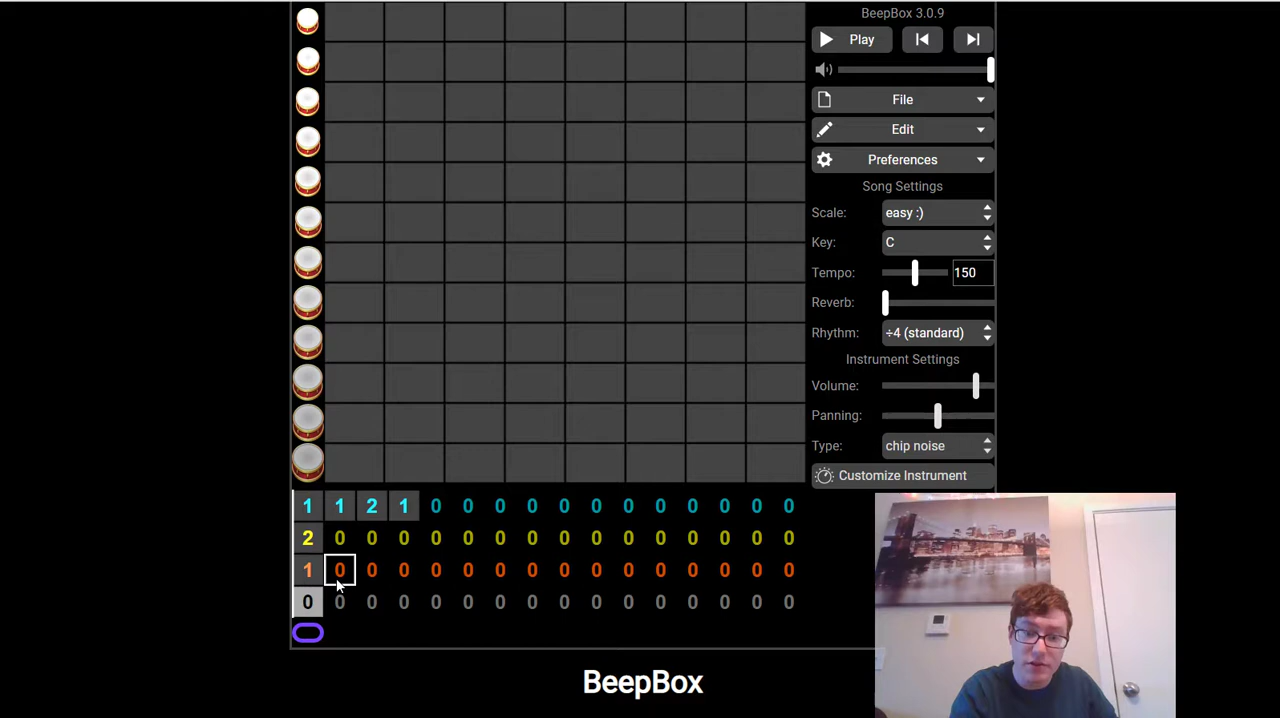 BeepBox 3.0.9
Play
File
Edit
Preferences
Song Settings
Scale: easy :)
Key: C
Tempo: 150
Reverb:
Rhythm: ÷4 (standard)
Instrument Settings
Volume:
Panning:
Type: chip noise
Customize Instrument
1 1 2 1 0 0 0 0 0 0 0 0 0 0 0 0
2 0 0 0 0 0 0 0 0 0 0 0 0 0 0 0
1 0 0 0 0 0 0 0 0 0 0 0 0 0 0 0
0 0 0 0 0 0 0 0 0 0 0 0 0 0 0 0
BeepBox